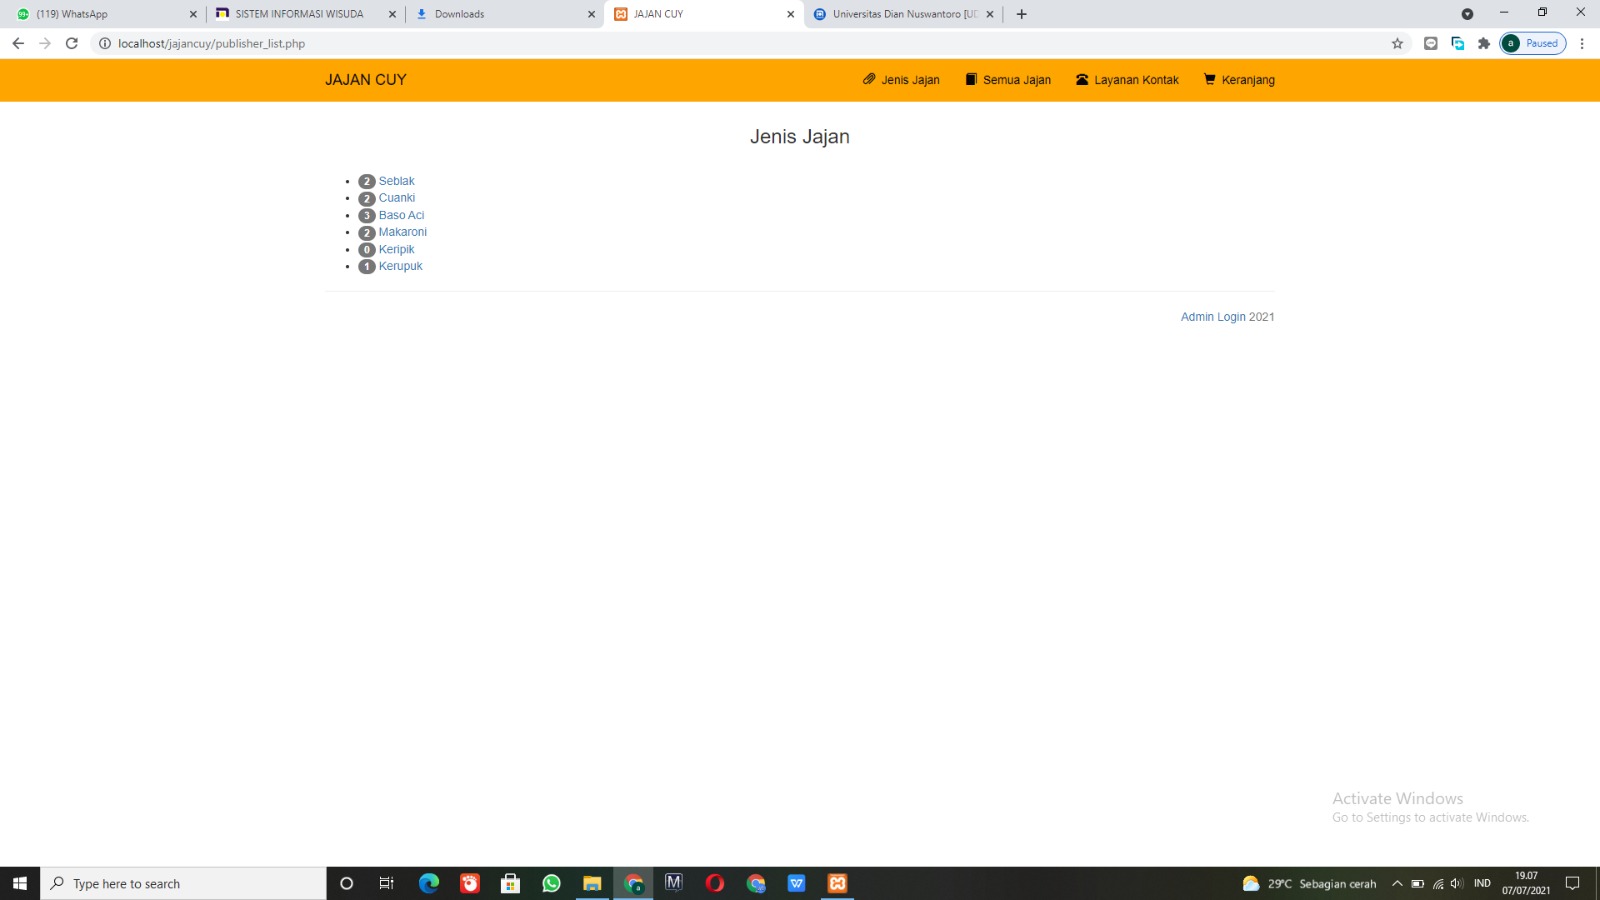 (119) WhatsApp
SISTEM INFORMASI WISUDA
Downloads
JAJAN CUY
Universitas Dian Nuswantoro [UD
localhost/jajancuy/publisher_list.php
a Paused
JAJAN CUY
Jenis Jajan
Semua Jajan
Layanan Kontak
Keranjang
Jenis Jajan
2 Seblak
2 Cuanki
3 Baso Aci
2 Makaroni
0 Keripik
1 Kerupuk
Admin Login 2021
Activate Windows
Go to Settings to activate Windows.
Type here to search
29°C Sebagian cerah
IND
19.07
07/07/2021